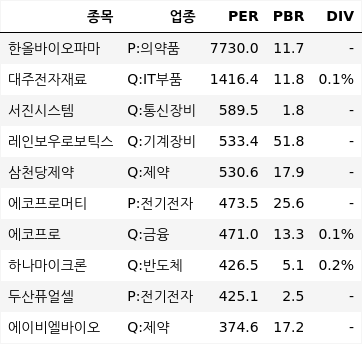 종목 업종 PER PBR DIV
한올바이오파마 P:의약품 7730.0 11.7 -
대주전자재료 Q:IT부품 1416.4 11.8 0.1%
서진시스템 Q:통신장비 589.5 1.8 -
레인보우로보틱스 Q:기계장비 533.4 51.8 -
삼천당제약 Q:제약 530.6 17.9 -
에코프로머티 P:전기전자 473.5 25.6 -
에코프로 Q:금융 471.0 13.3 0.1%
하나마이크론 Q:반도체 426.5 5.1 0.2%
두산퓨얼셀 P:전기전자 425.1 2.5 -
에이비엘바이오 Q:제약 374.6 17.2 -